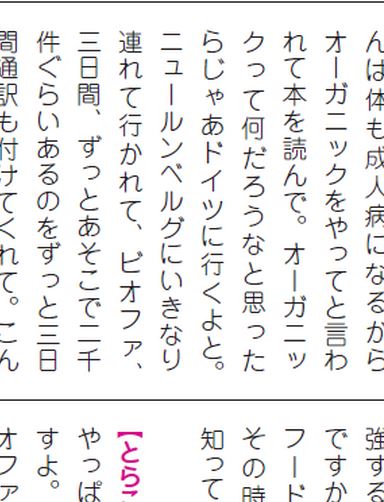 んは体も成人病になるから
オーガニックをやってと言わ
れて本を読んで。オーガニッ
クって何だろうなと思った
らじゃあドイツに行くよと。
ニュールンベルグにいきなり
連れて行かれて、ビオファ、
三日間、ずっとあそこで二千
件ぐらいあるのをずっと三日
間通訳も付けてくれて。こん
強する
ですか
フード
その時
知って
【とら
やっぱ
すよ。
オファ